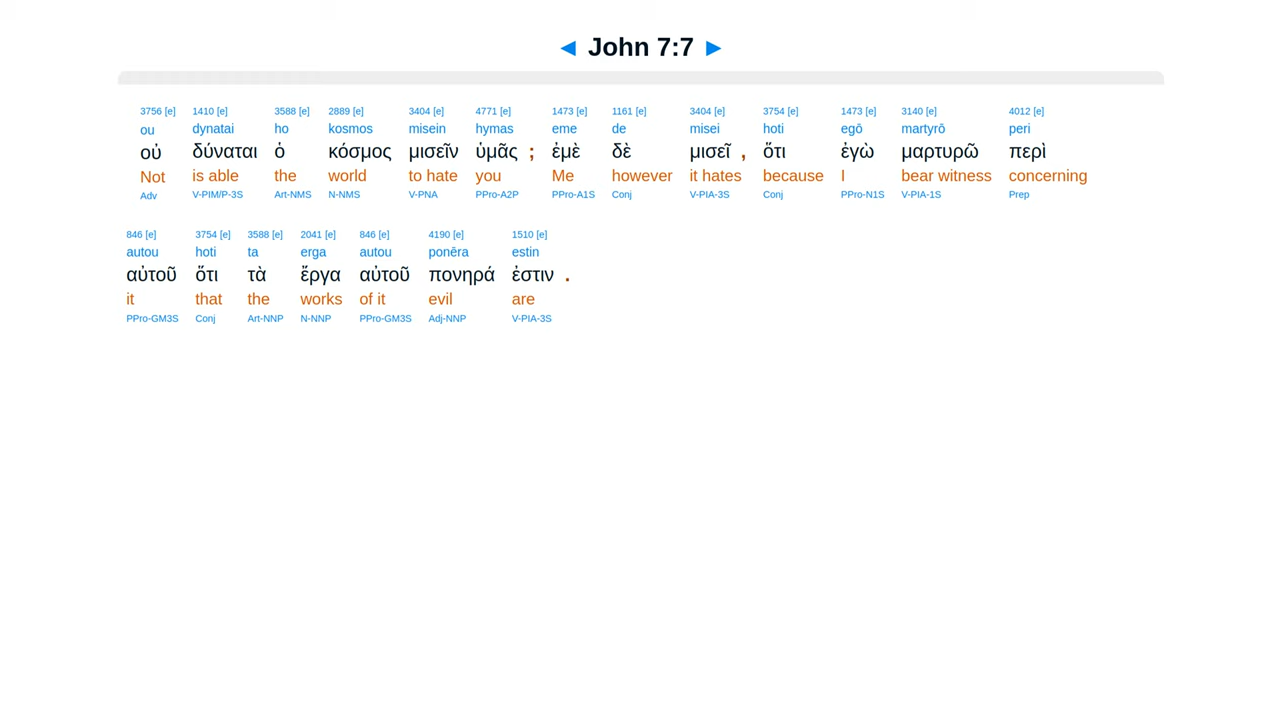 ◄ John 7:7 ►
3756 [e] 1410 [e] 3588 [e] 2889 [e] 3404 [e] 4771 [e] 1473 [e] 1161 [e] 3404 [e] 3754 [e] 1473 [e] 3140 [e] 4012 [e]
ou dynatai ho kosmos misein hymas eme de misei hoti egō martyrō peri
οὐ δύναται ὁ κόσμος μισεῖν ὑμᾶς ; ἐμὲ δὲ μισεῖ , ὅτι ἐγὼ μαρτυρῶ περὶ
Not is able the world to hate you Me however it hates because I bear witness concerning
Adv V-PIM/P-3S Art-NMS N-NMS V-PNA PPro-A2P PPro-A1S Conj V-PIA-3S Conj PPro-N1S V-PIA-1S Prep
846 [e] 3754 [e] 3588 [e] 2041 [e] 846 [e] 4190 [e] 1510 [e]
autou hoti ta erga autou ponēra estin
αὐτοῦ ὅτι τὰ ἔργα αὐτοῦ πονηρά ἐστιν .
it that the works of it evil are
PPro-GM3S Conj Art-NNP N-NNP PPro-GM3S Adj-NNP V-PIA-3S